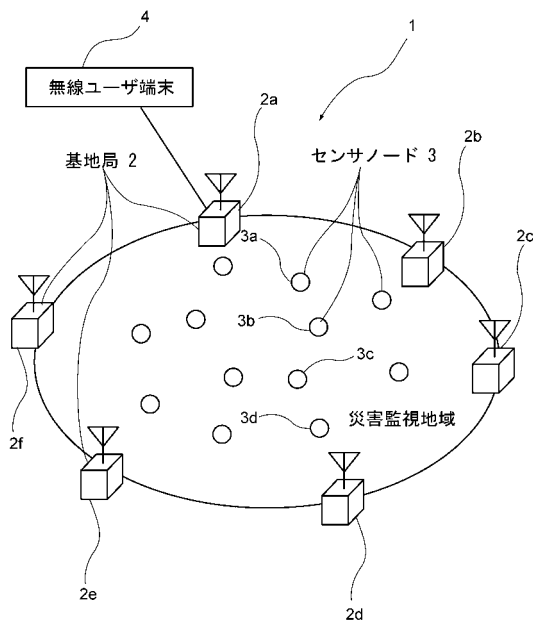 4
1
無線ユーザ端末
2a
2b
基地局 2
センサノード 3
2c
3a
3b
3c
3d
災害監視地域
2f
2e
2d